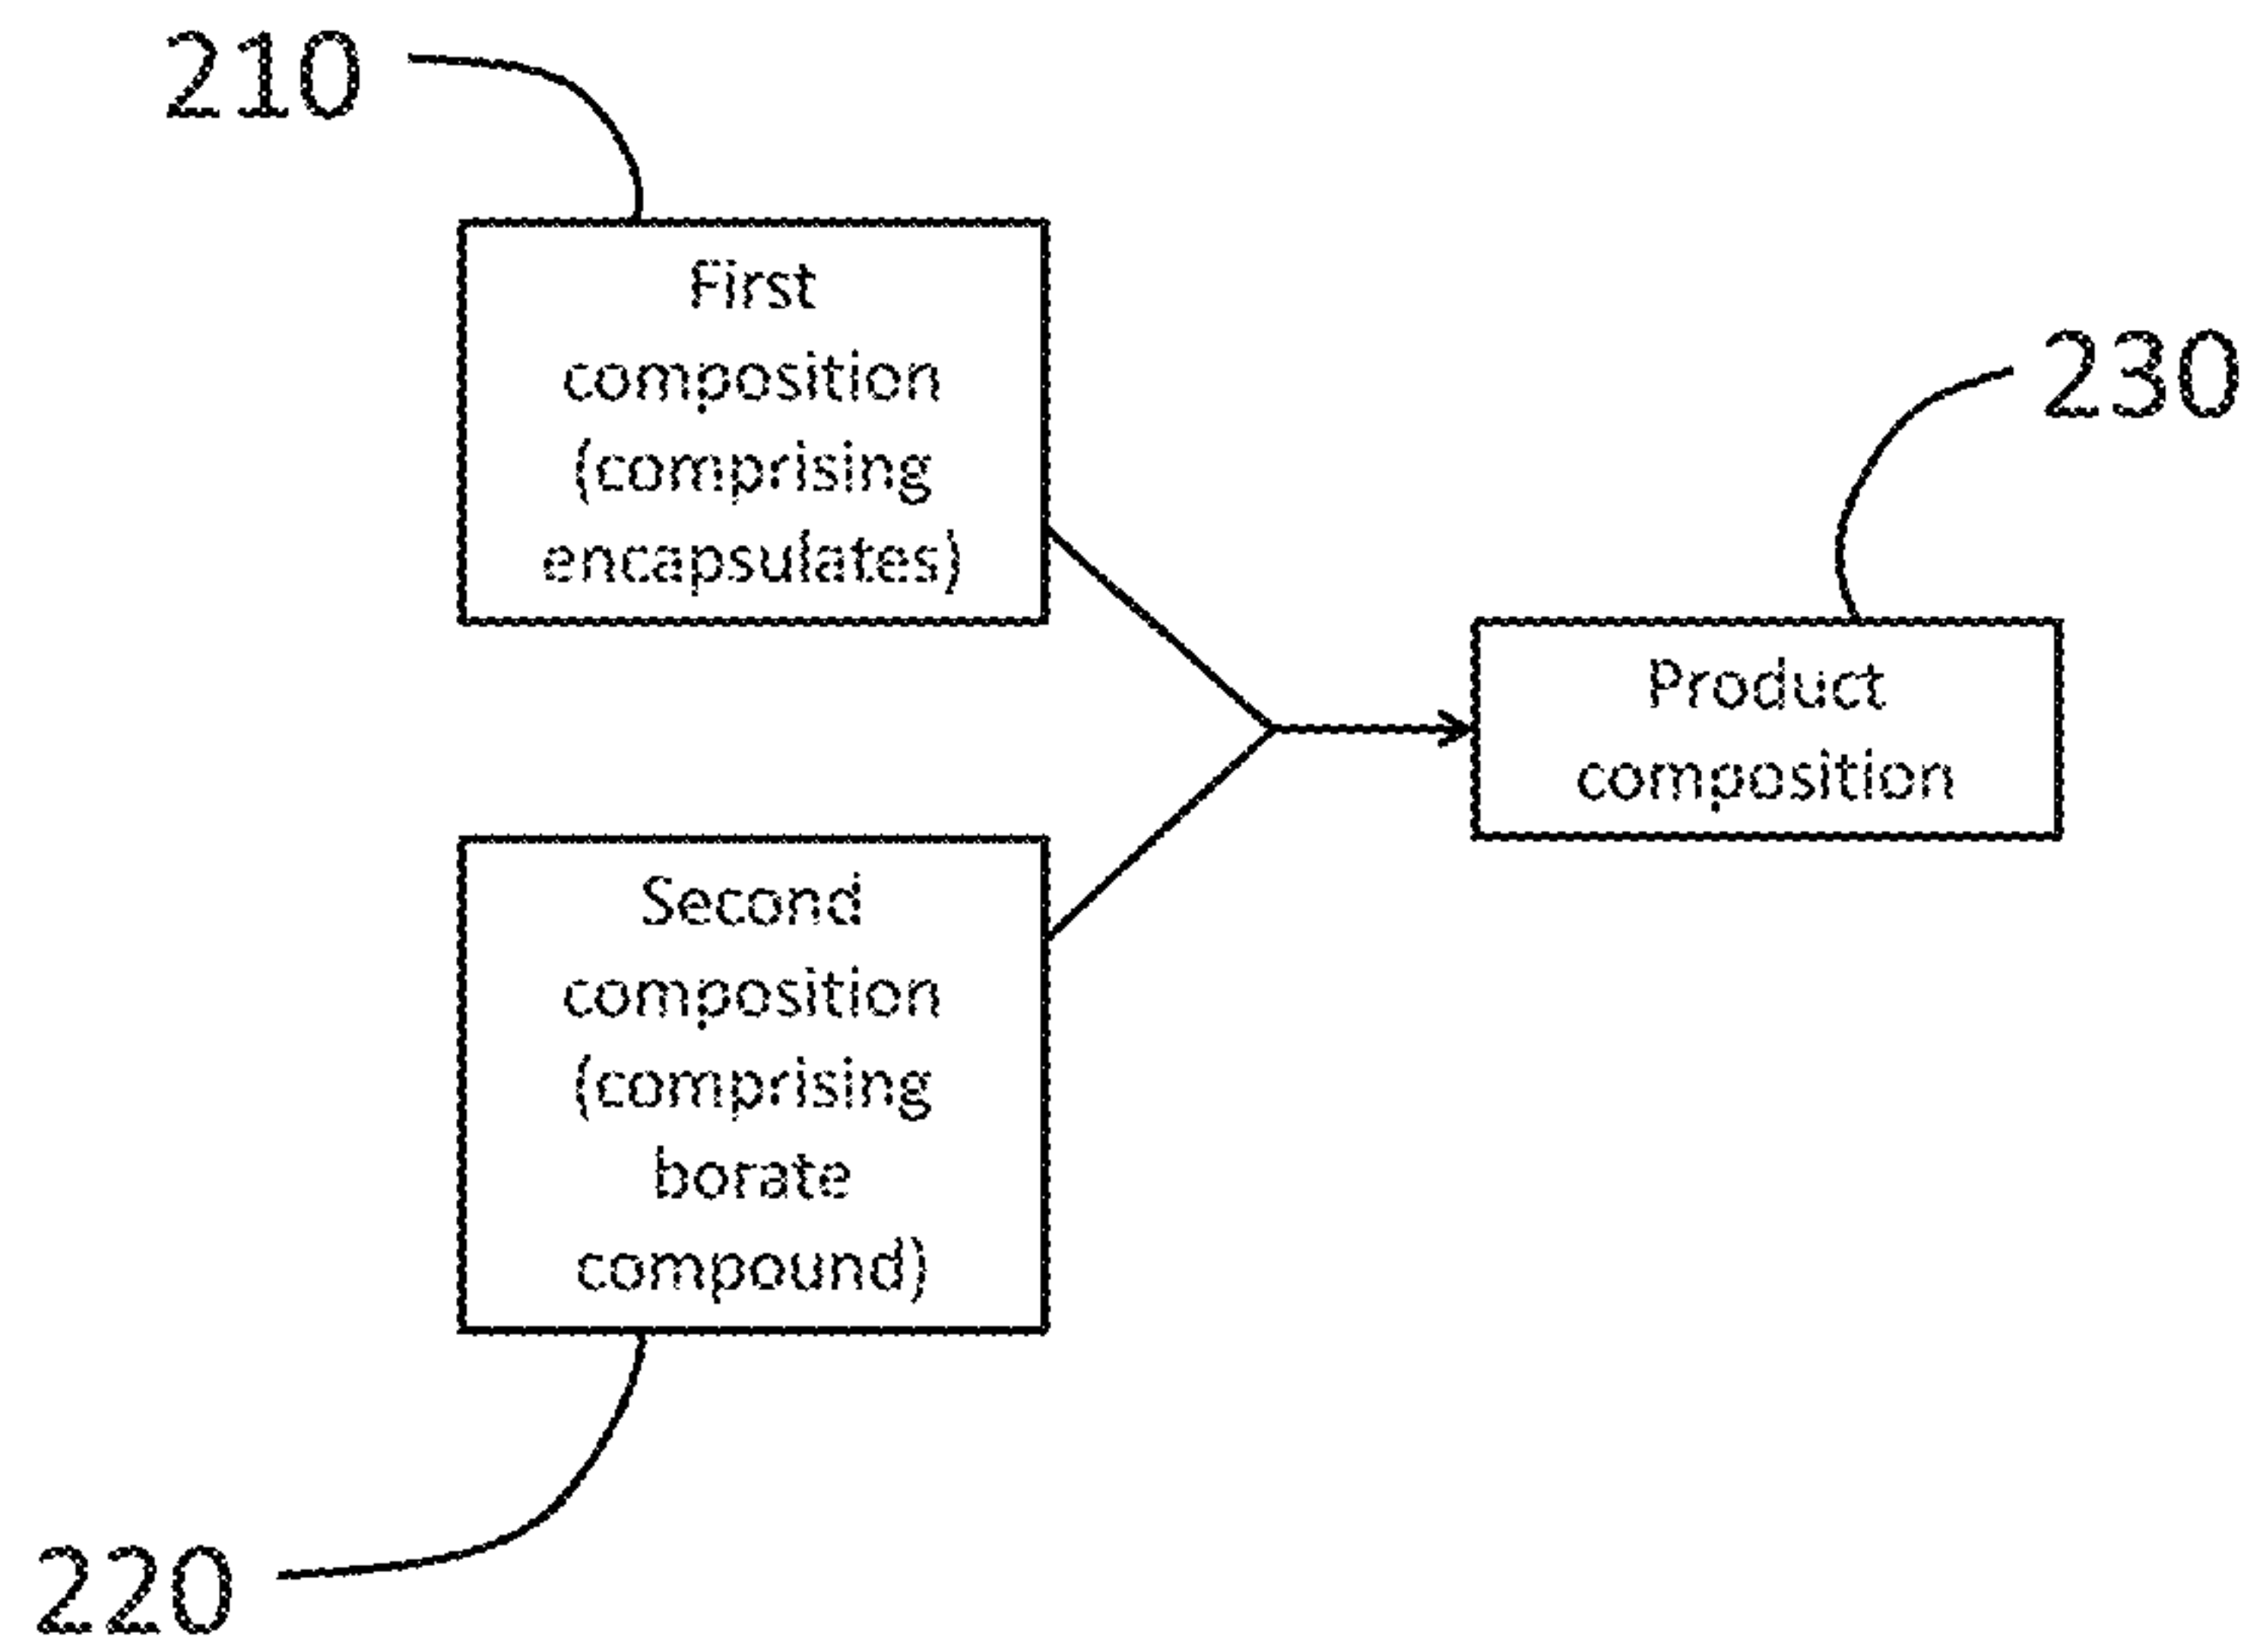 210
First
composition
(comprising
encapsulates)
230
Product
composition
Second
composition
(comprising
borate
compound)
220